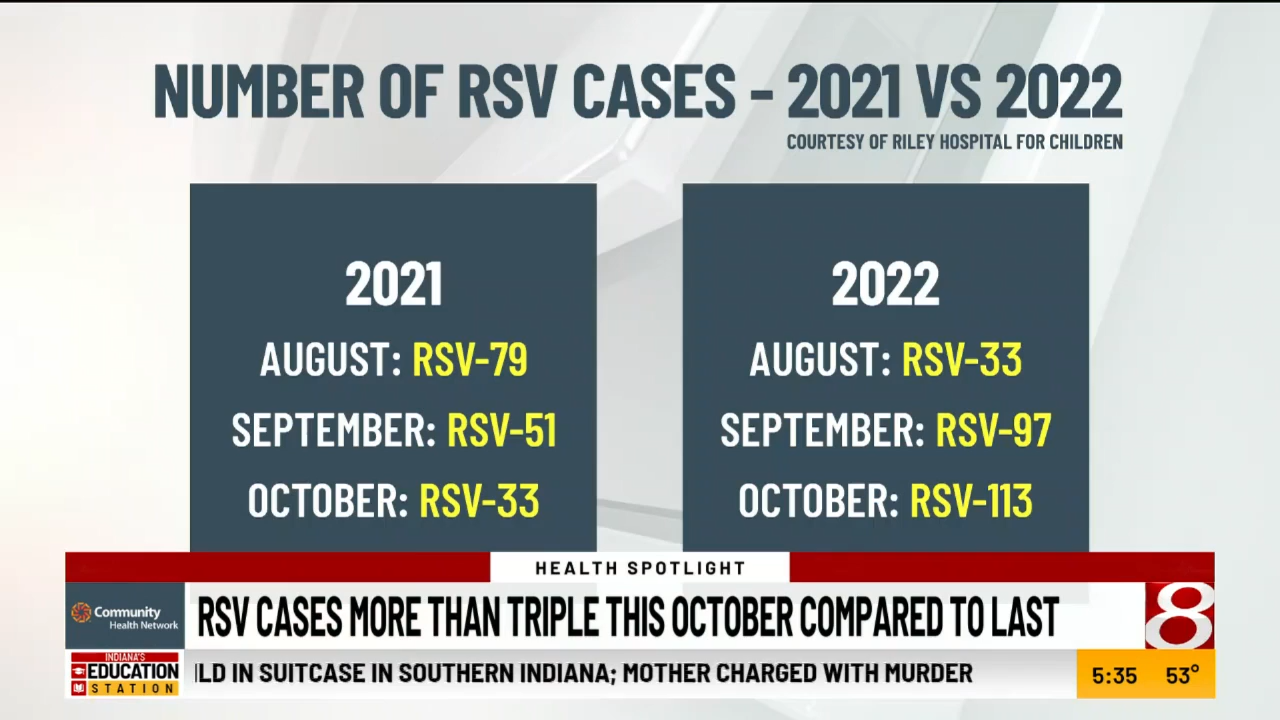 NUMBER OF RSV CASES - 2021 VS 2022
COURTESY OF RILEY HOSPITAL FOR CHILDREN
2021
AUGUST: RSV-79
SEPTEMBER: RSV-51
OCTOBER: RSV-33
2022
AUGUST: RSV-33
SEPTEMBER: RSV-97
OCTOBER: RSV-113
HEALTH SPOTLIGHT
Community
Health Network
RSV CASES MORE THAN TRIPLE THIS OCTOBER COMPARED TO LAST
8
INDIANA'S
EDUCATION
STATION
ILD IN SUITCASE IN SOUTHERN INDIANA; MOTHER CHARGED WITH MURDER
5:35 53°